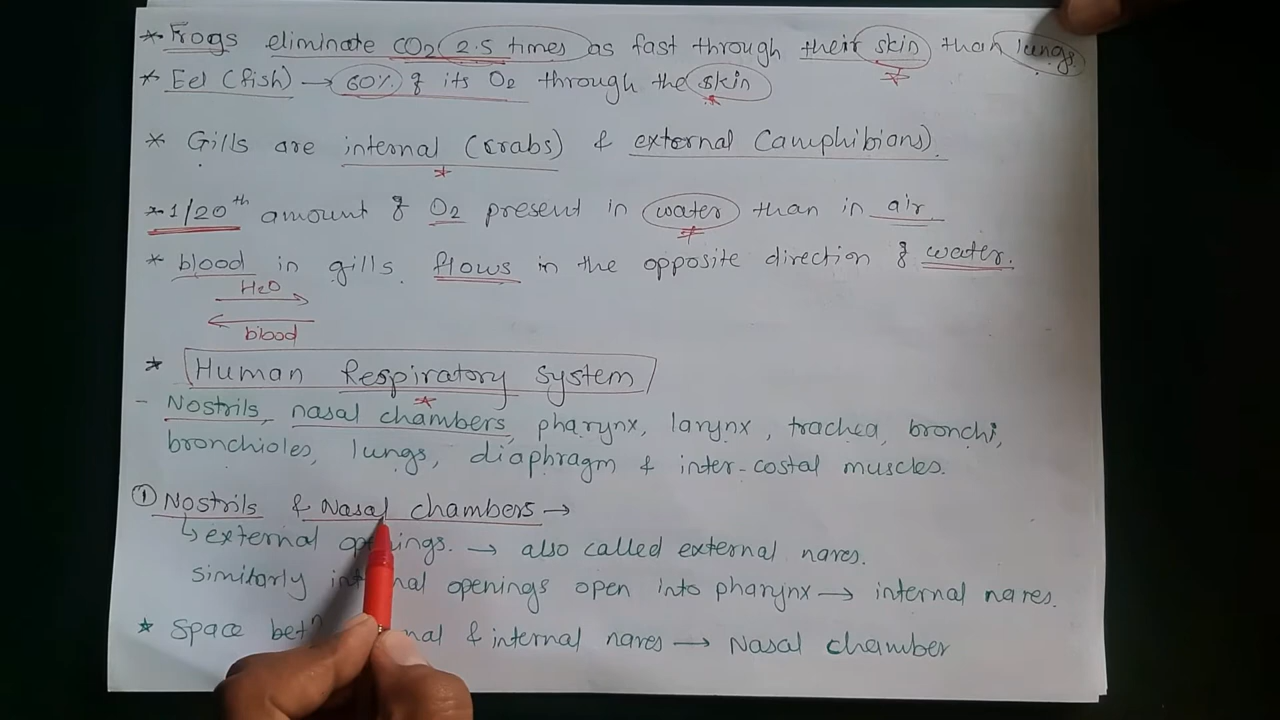 * Frogs eliminate CO2 2.5 times as fast through their skin than lungs.
* Eel (fish) → 60% of its O2 through the skin
* Gills are internal (crabs) & external (amphibians).
* 1/20th amount of O2 present in water than in air
* blood in gills. flows in the opposite direction of water.
H2O
blood
* Human Respiratory System
- Nostrils, nasal chambers, pharynx, larynx, trachea, bronchi,
bronchioles, lungs, diaphragm & inter-costal muscles.
① Nostrils & Nasal chambers →
↳ external openings. → also called external nares.
Similarly openings open into pharynx → internal nares.
* Space & internal nares → Nasal chamber